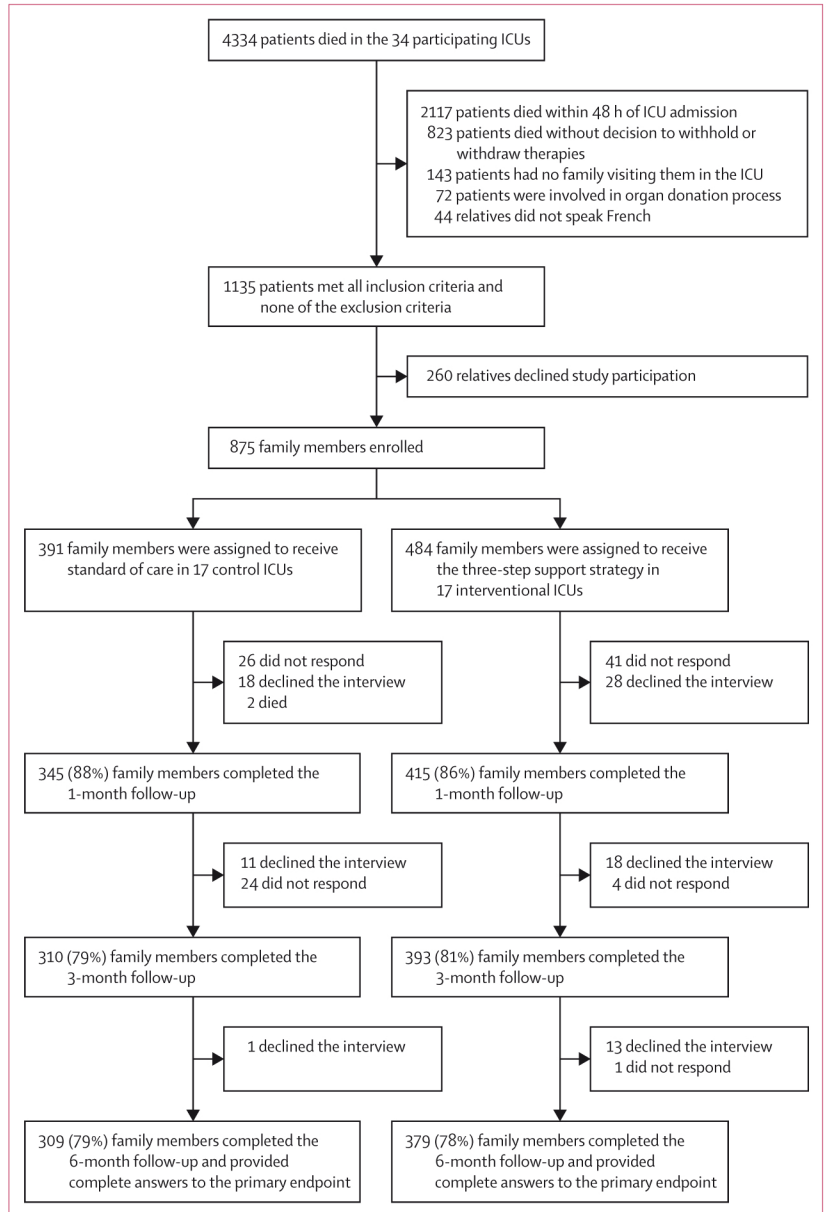 4334 patients died in the 34 participating ICUs
2117 patients died within 48 h of ICU admission
823 patients died without decision to withhold or
withdraw therapies
143 patients had no family visiting them in the ICU
72 patients were involved in organ donation process
44 relatives did not speak French
1135 patients met all inclusion criteria and
none of the exclusion criteria
260 relatives declined study participation
875 family members enrolled
391 family members were assigned to receive
standard of care in 17 control ICUs
484 family members were assigned to receive
the three-step support strategy in
17 interventional ICUs
26 did not respond
18 declined the interview
2 died
41 did not respond
28 declined the interview
345 (88%) family members completed the
1-month follow-up
415 (86%) family members completed the
1-month follow-up
11 declined the interview
24 did not respond
18 declined the interview
4 did not respond
310 (79%) family members completed the
3-month follow-up
393 (81%) family members completed the
3-month follow-up
1 declined the interview
13 declined the interview
1 did not respond
309 (79%) family members completed the
6-month follow-up and provided
complete answers to the primary endpoint
379 (78%) family members completed the
6-month follow-up and provided
complete answers to the primary endpoint